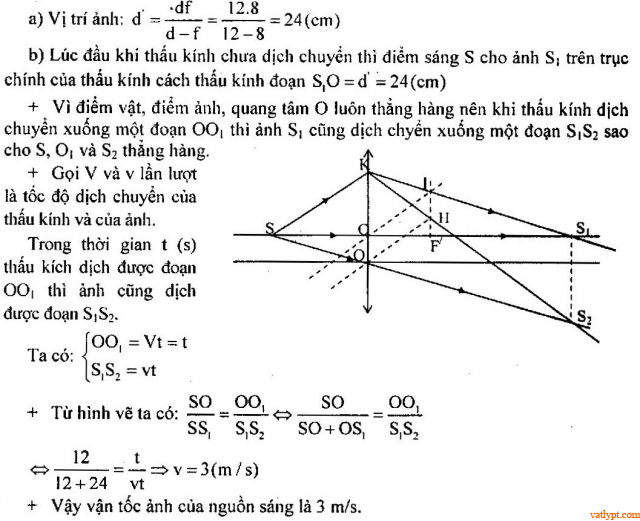 a) Vị trí ảnh: d' = df / (d – f) = 12.8 / (12 – 8) = 24 (cm)
b) Lúc đầu khi thấu kính chưa dịch chuyển thì điểm sáng S cho ảnh S₁ trên trục
chính của thấu kính cách thấu kính đoạn S₁O = d' = 24 (cm)
+ Vì điểm vật, điểm ảnh, quang tâm O luôn thẳng hàng nên khi thấu kính dịch
chuyển xuống một đoạn OO₁ thì ảnh S₁ cũng dịch chyển xuống một đoạn S₁S₂ sao
cho S, O₁ và S₂ thẳng hàng.
+ Gọi V và v lần lượt
là tốc độ dịch chuyển của
thấu kính và của ảnh.
Trong thời gian t (s)
thấu kích dịch được đoạn
OO₁ thì ảnh cũng dịch
được đoạn S₁S₂.
K
I
H
S
O
F'
S₁
O
S₂
Ta có: { OO₁ = Vt = t
S₁S₂ = vt
+ Từ hình vẽ ta có: SO / SS₁ = OO₁ / S₁S₂ ⇔ SO / (SO + OS₁) = OO₁ / S₁S₂
⇔ 12 / (12 + 24) = t / vt ⇒ v = 3 (m / s)
+ Vậy vận tốc ảnh của nguồn sáng là 3 m/s.
vatlypt.com